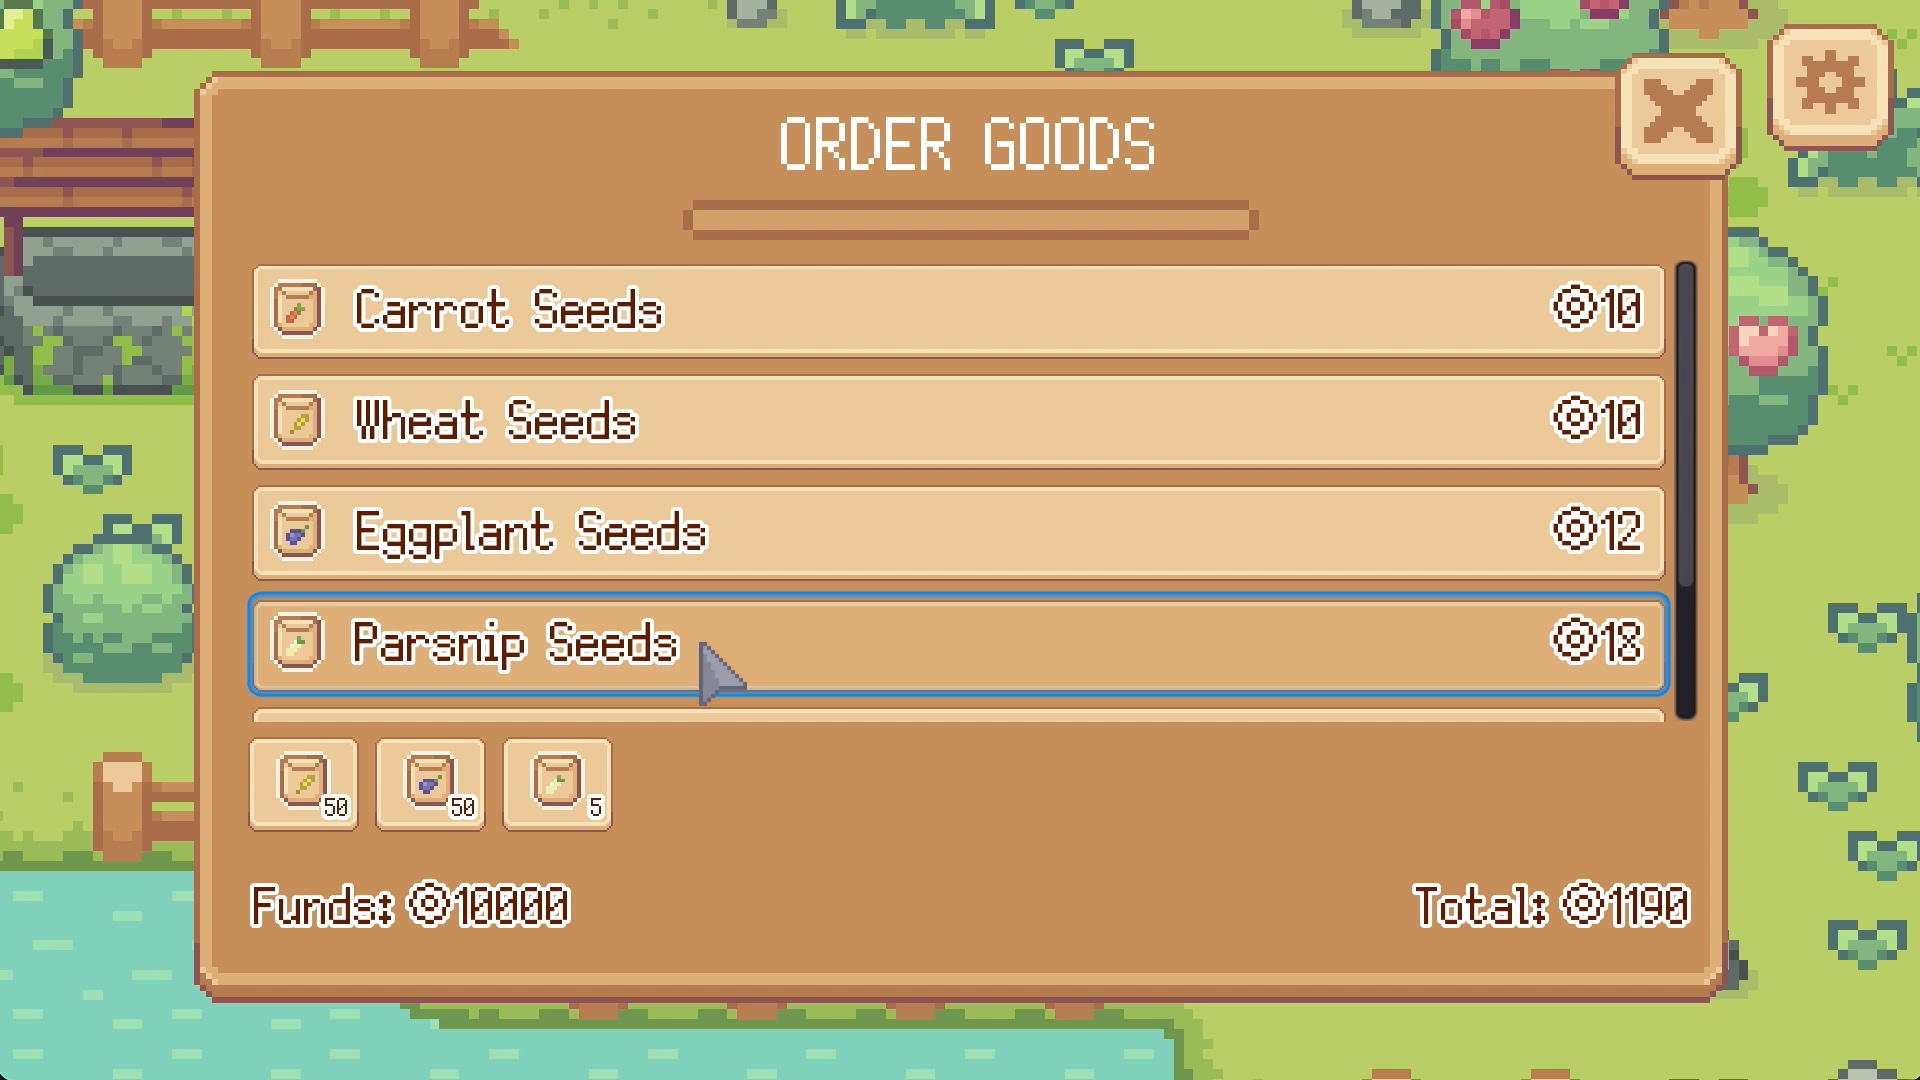 ORDER GOODS
Carrot Seeds 10
Wheat Seeds 10
Eggplant Seeds 12
Parsnip Seeds 18
50 50 5
Funds: 10000 Total: 1190